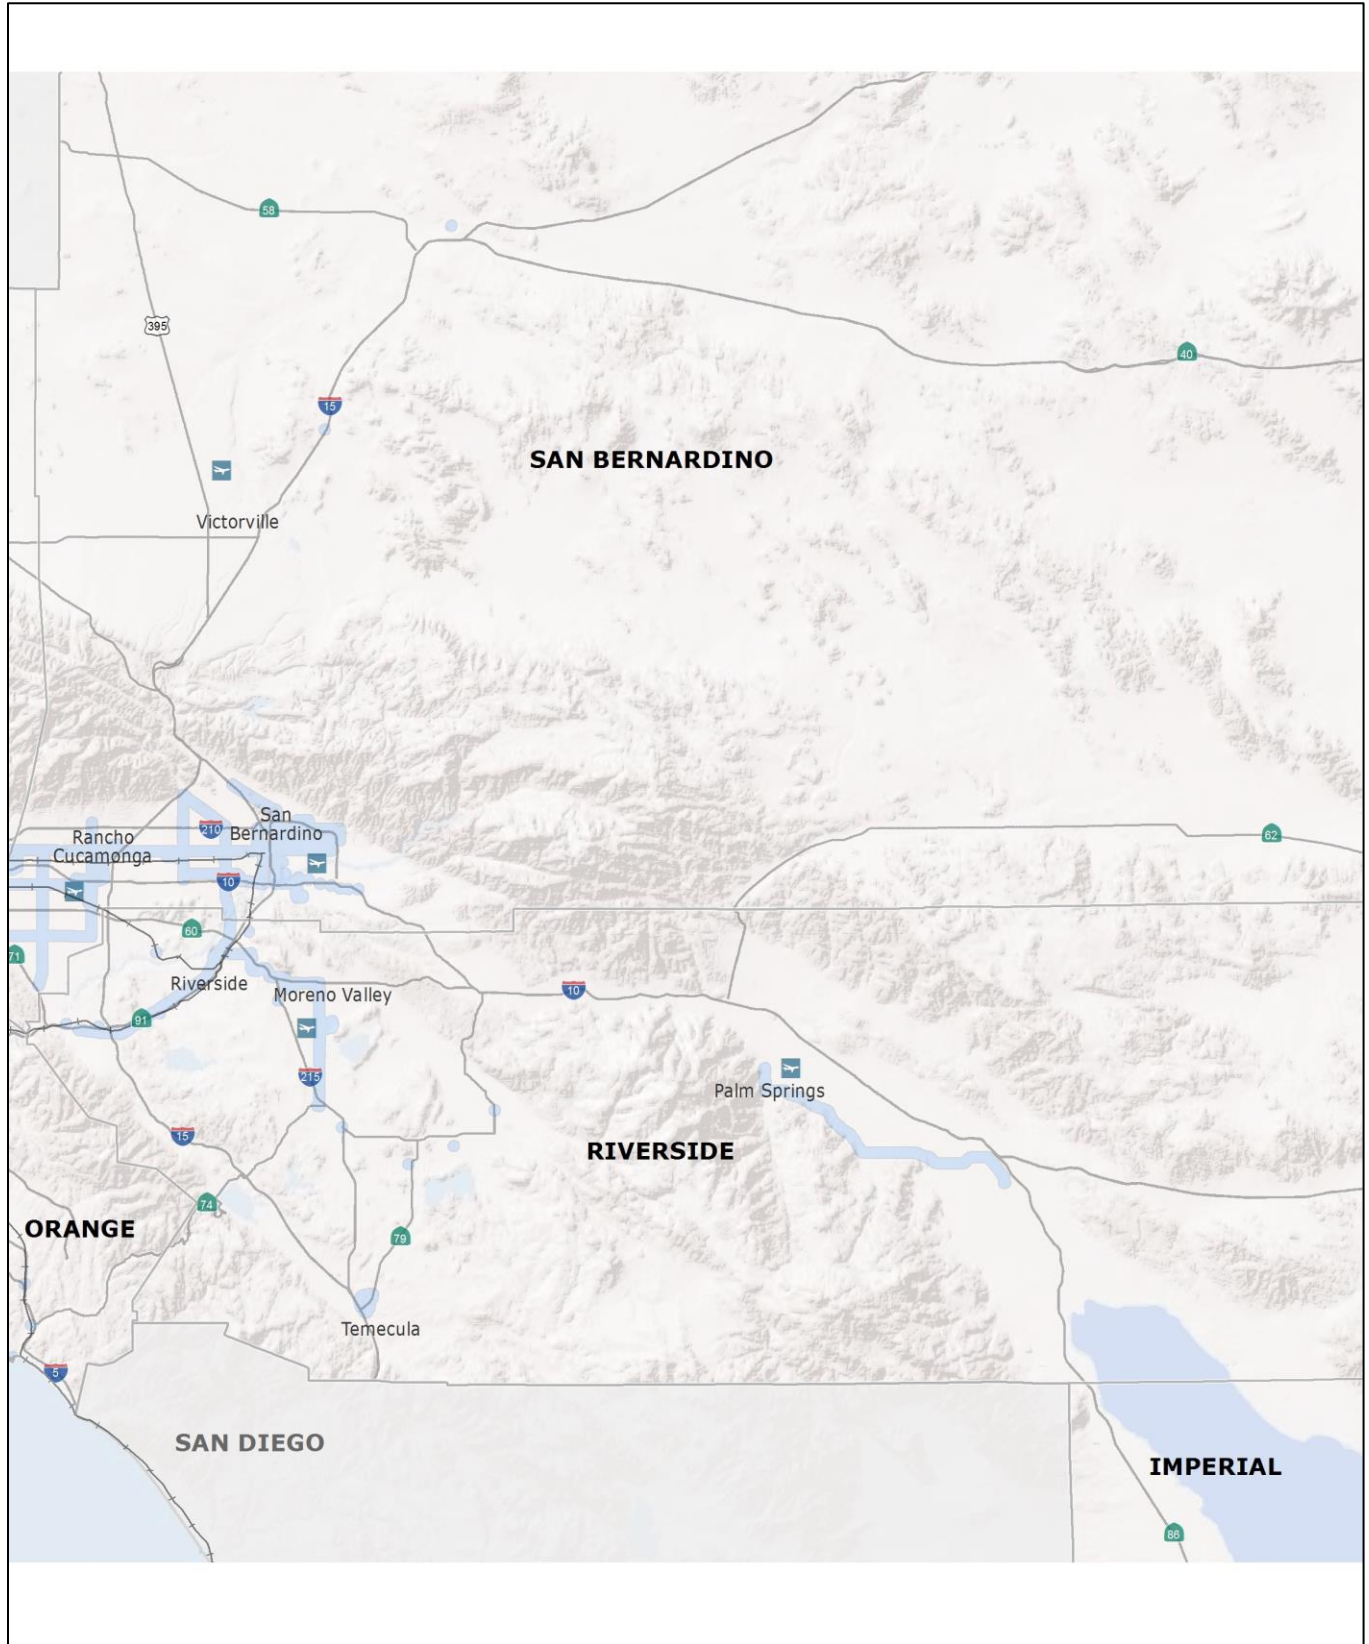 58
395
40
15
SAN BERNARDINO
Victorville
San
Bernardino
210
Rancho
Cucamonga
62
10
60
71
Riverside
Moreno Valley
10
91
215
Palm Springs
15
RIVERSIDE
74
ORANGE
79
Temecula
5
SAN DIEGO
IMPERIAL
86